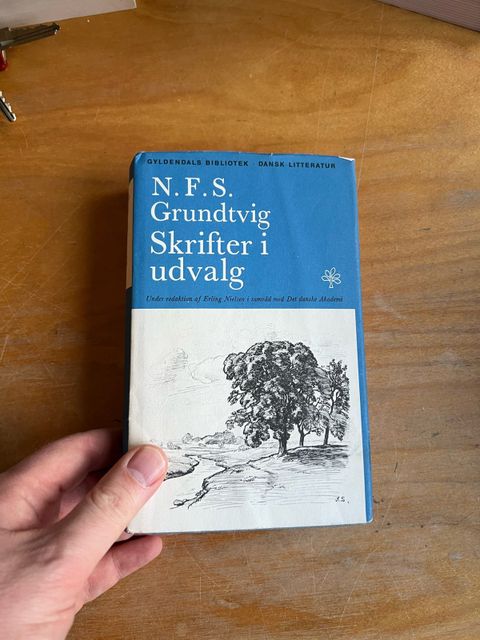 GYLDENDALS BIBLIOTEK · DANSK LITTERATUR
N. F. S.
Grundtvig
Skrifter i
udvalg
Under redaktion af Erling Nielsen i samråd med Det danske Akademi
J.S.